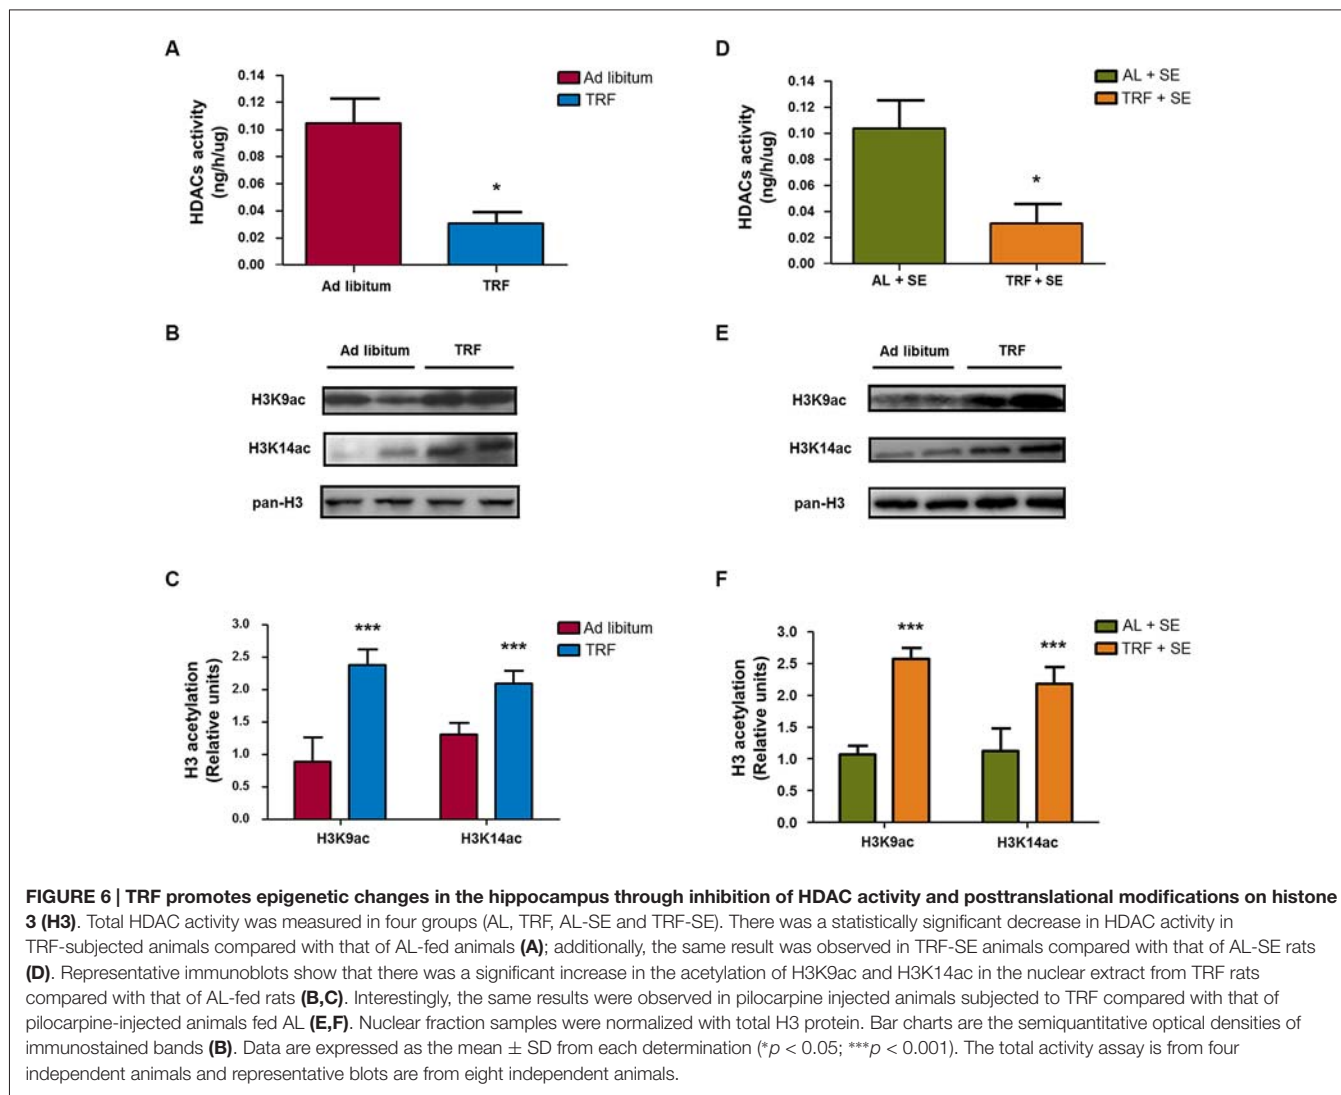 A
HDACs activity
(ng/h/ug)
0.14
0.12
0.10
0.08
0.06
0.04
0.02
0.00
*
Ad libitum
TRF
Ad libitum
TRF
D
HDACs activity
(ng/h/ug)
0.14
0.12
0.10
0.08
0.06
0.04
0.02
0.00
*
AL + SE
TRF + SE
AL + SE
TRF + SE
B
Ad libitum TRF
H3K9ac
H3K14ac
pan-H3
E
Ad libitum TRF
H3K9ac
H3K14ac
pan-H3
C
H3 acetylation
(Relative units)
3.0
2.5
2.0
1.5
1.0
0.5
0.0
***
***
H3K9ac
H3K14ac
Ad libitum
TRF
F
H3 acetylation
(Relative units)
3.0
2.5
2.0
1.5
1.0
0.5
0.0
***
***
H3K9ac
H3K14ac
AL + SE
TRF + SE
FIGURE 6 | TRF promotes epigenetic changes in the hippocampus through inhibition of HDAC activity and posttranslational modifications on histone
3 (H3). Total HDAC activity was measured in four groups (AL, TRF, AL-SE and TRF-SE). There was a statistically significant decrease in HDAC activity in
TRF-subjected animals compared with that of AL-fed animals (A); additionally, the same result was observed in TRF-SE animals compared with that of AL-SE rats
(D). Representative immunoblots show that there was a significant increase in the acetylation of H3K9ac and H3K14ac in the nuclear extract from TRF rats
compared with that of AL-fed rats (B,C). Interestingly, the same results were observed in pilocarpine injected animals subjected to TRF compared with that of
pilocarpine-injected animals fed AL (E,F). Nuclear fraction samples were normalized with total H3 protein. Bar charts are the semiquantitative optical densities of
immunostained bands (B). Data are expressed as the mean ± SD from each determination (*p < 0.05; ***p < 0.001). The total activity assay is from four
independent animals and representative blots are from eight independent animals.